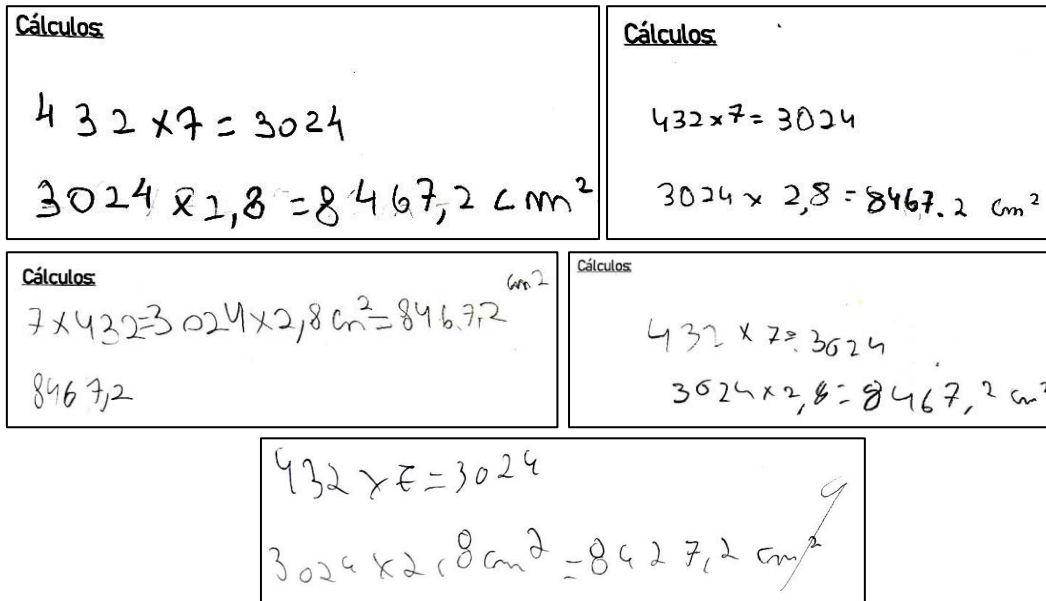 Cálculos:
432 x 7 = 3024
3024 x 2,8 = 8467,2 cm²
Cálculos:
432 x 7 = 3024
3024 x 2,8 = 8467.2 cm²
Cálculos:
7 x 432 = 3024 x 2,8 cm² = 8467,2 cm²
8467,2
Cálculos:
432 x 7 = 3024
3024 x 2,8 = 8467,2 cm²
432 x 7 = 3024
3024 x 2,8 cm² = 8427,2 cm²